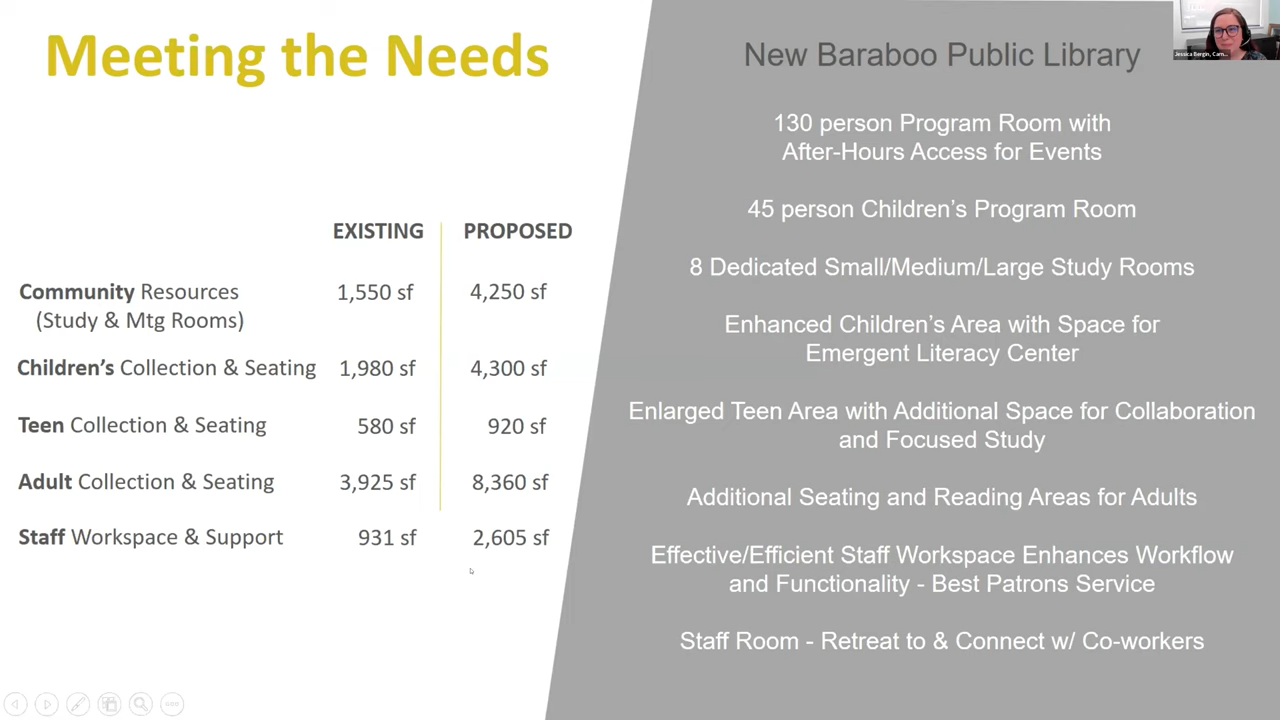 Meeting the Needs
EXISTING PROPOSED
Community Resources 1,550 sf 4,250 sf
(Study & Mtg Rooms)
Children's Collection & Seating 1,980 sf 4,300 sf
Teen Collection & Seating 580 sf 920 sf
Adult Collection & Seating 3,925 sf 8,360 sf
Staff Workspace & Support 931 sf 2,605 sf
New Baraboo Public Library
130 person Program Room with
After-Hours Access for Events
45 person Children's Program Room
8 Dedicated Small/Medium/Large Study Rooms
Enhanced Children's Area with Space for
Emergent Literacy Center
Enlarged Teen Area with Additional Space for Collaboration
and Focused Study
Additional Seating and Reading Areas for Adults
Effective/Efficient Staff Workspace Enhances Workflow
and Functionality - Best Patrons Service
Staff Room - Retreat to & Connect w/ Co-workers
Jessica Bergin, Carn...